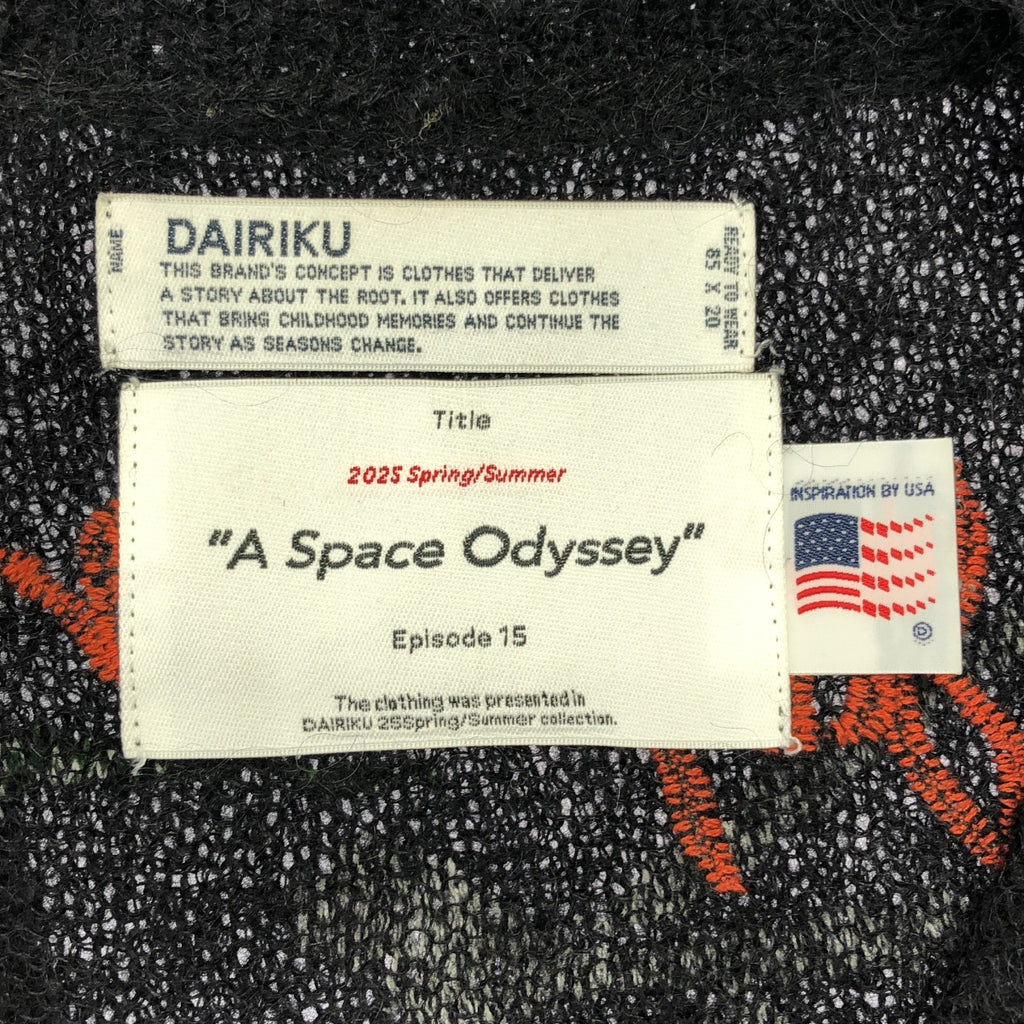 NAME
DAIRIKU
THIS BRAND'S CONCEPT IS CLOTHES THAT DELIVER
A STORY ABOUT THE ROOT. IT ALSO OFFERS CLOTHES
THAT BRING CHILDHOOD MEMORIES AND CONTINUE THE
STORY AS SEASONS CHANGE.
READY TO WEAR
85 X 20
Title
2025 Spring/Summer
"A Space Odyssey"
Episode 15
The clothing was presented in
DAIRIKU 25Spring/Summer collection.
INSPIRATION BY USA
D